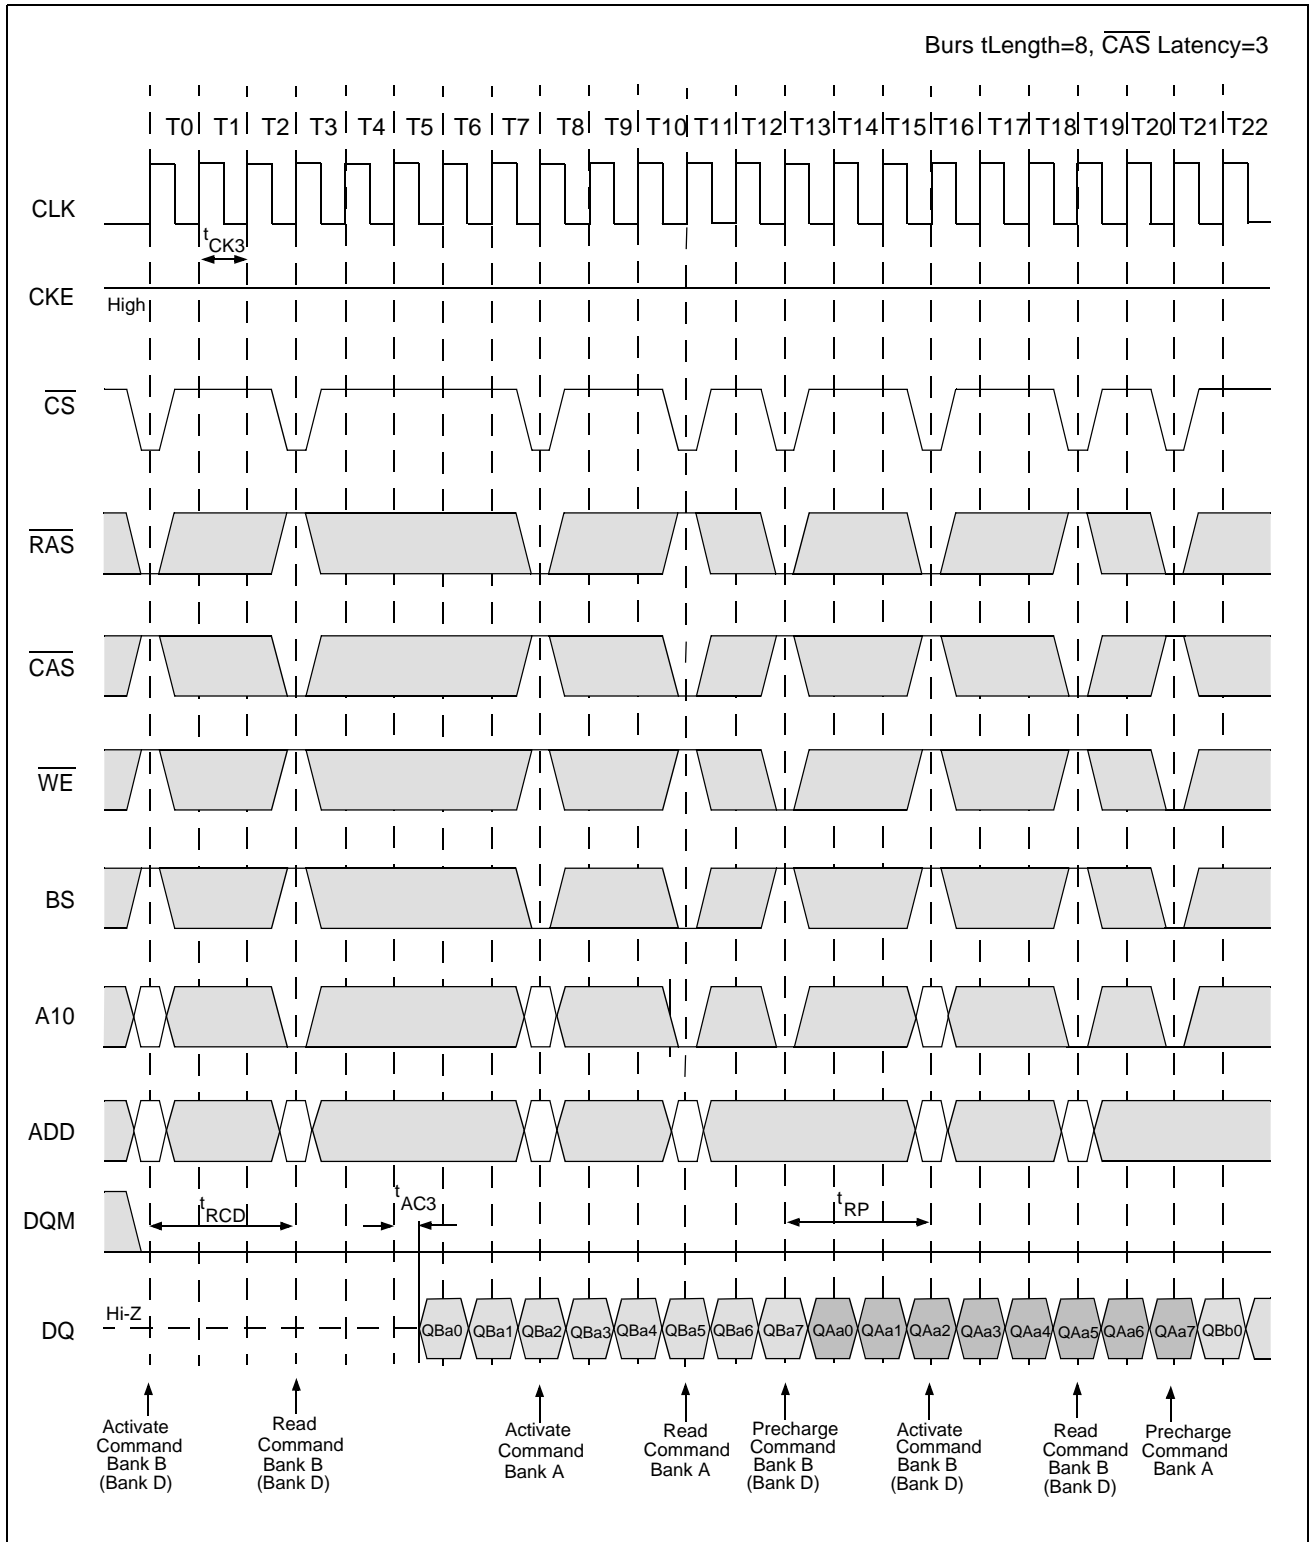 Burs tLength=8, CAS Latency=3
T0 T1 T2 T3 T4 T5 T6 T7 T8 T9 T10 T11 T12 T13 T14 T15 T16 T17 T18 T19 T20 T21 T22
CLK
tCK3
CKE
High
CS
RAS
CAS
WE
BS
A10
ADD
DQM
tRCD
tAC3
tRP
DQ
Hi-Z
QBa0 QBa1 QBa2 QBa3 QBa4 QBa5 QBa6 QBa7 QAa0 QAa1 QAa2 QAa3 QAa4 QAa5 QAa6 QAa7 QBb0
Activate
Command
Bank B
(Bank D)
Read
Command
Bank B
(Bank D)
Activate
Command
Bank A
Read
Command
Bank A
Precharge
Command
Bank B
(Bank D)
Activate
Command
Bank B
(Bank D)
Read
Command
Bank B
(Bank D)
Precharge
Command
Bank A